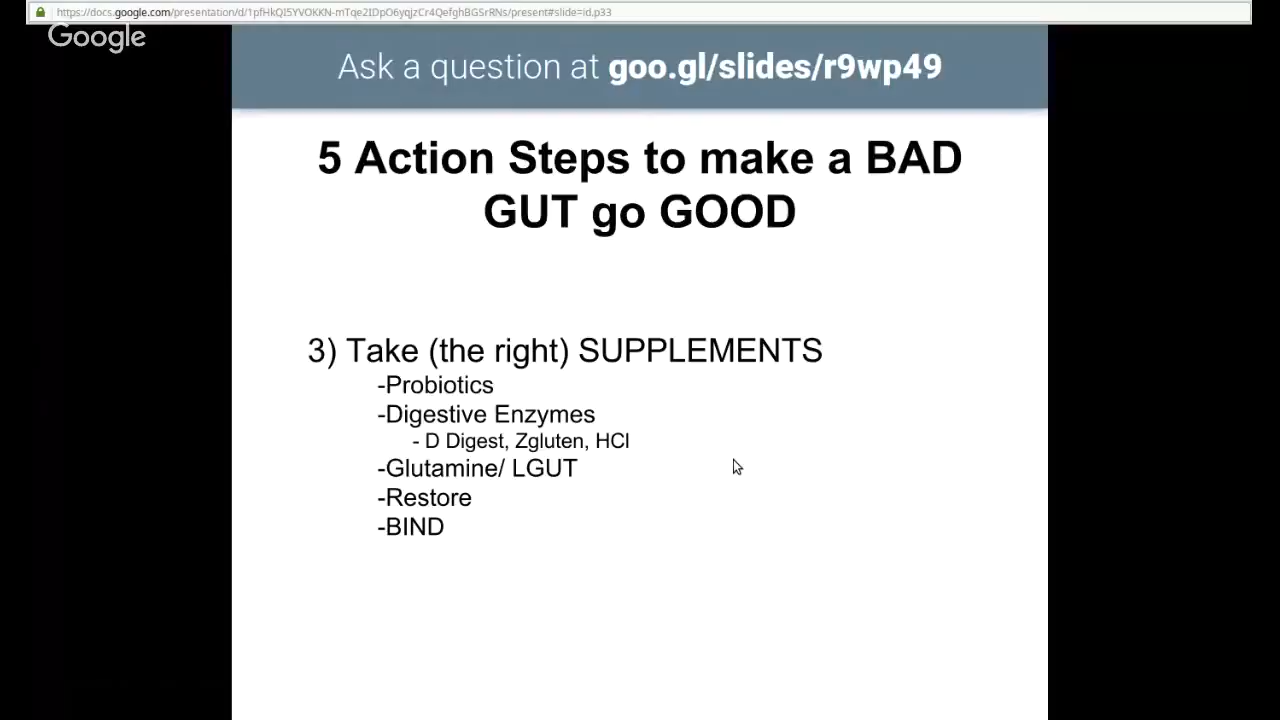 https://docs.google.com/presentation/d/1pfHkQI5YVOKKN-mTqe2IDpO6yqjzCr4QefghBGSrRNs/present#slide=id.p33
Google
Ask a question at goo.gl/slides/r9wp49
5 Action Steps to make a BAD
GUT go GOOD
3) Take (the right) SUPPLEMENTS
-Probiotics
-Digestive Enzymes
- D Digest, Zgluten, HCl
-Glutamine/ LGUT
-Restore
-BIND